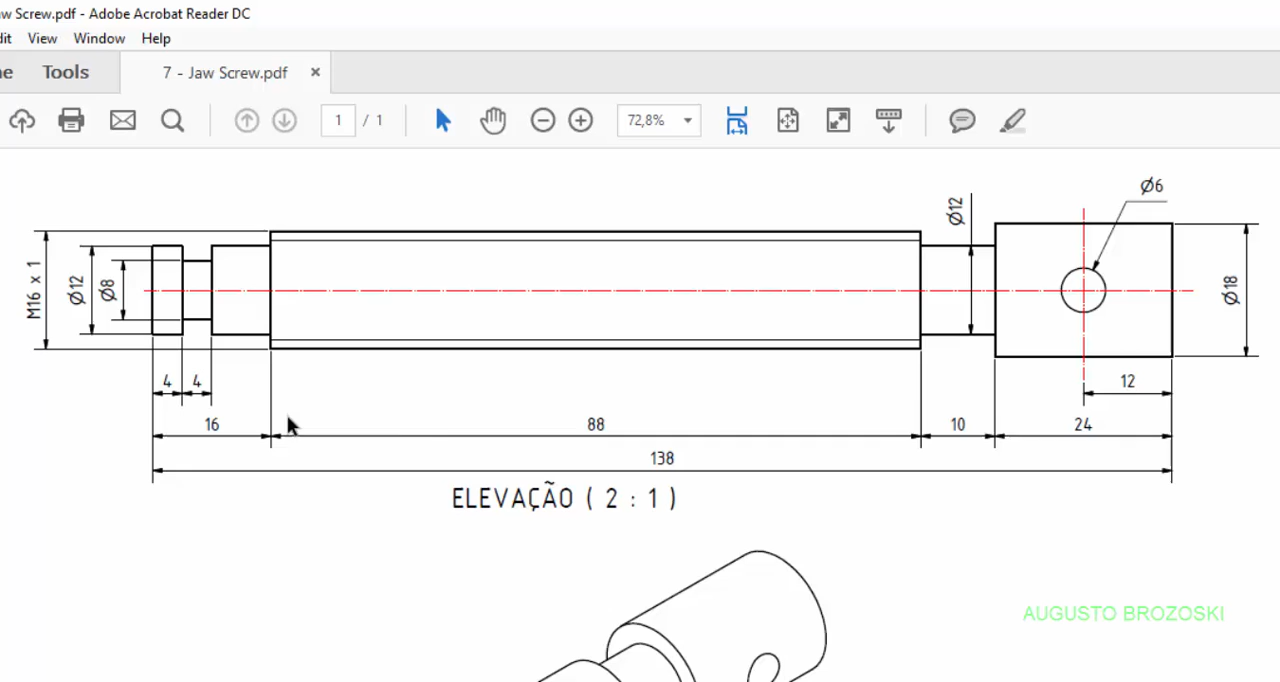 aw Screw.pdf - Adobe Acrobat Reader DC
dit View Window Help
ne Tools 7 - Jaw Screw.pdf ×
1 / 1 72,8%
Ø6
Ø12
M16 x 1
Ø12
Ø8
Ø18
4 4 12
16 88 10 24
138
ELEVAÇÃO ( 2 : 1 )
AUGUSTO BROZOSKI